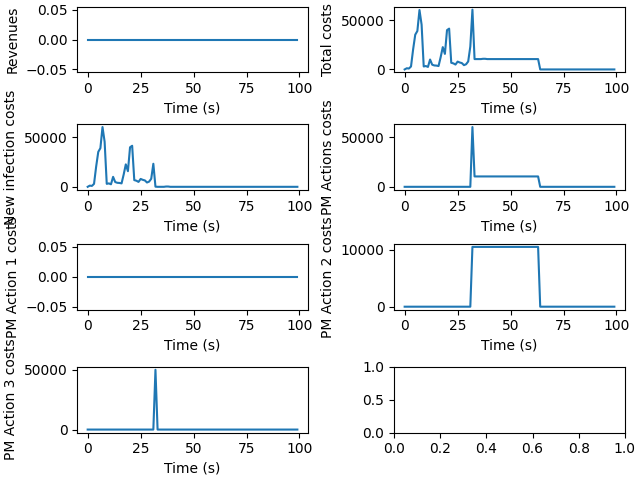 Revenues
0.05
0.00
−0.05
0 25 50 75 100
Time (s)
Total costs
50000
0
0 25 50 75 100
Time (s)
New infection costs
50000
0
0 25 50 75 100
Time (s)
PM Actions costs
50000
0
0 25 50 75 100
Time (s)
PM Action 1 costs
0.05
0.00
−0.05
0 25 50 75 100
Time (s)
PM Action 2 costs
10000
0
0 25 50 75 100
Time (s)
PM Action 3 costs
50000
0
0 25 50 75 100
Time (s)
1.0
0.5
0.0
0.0 0.2 0.4 0.6 0.8 1.0